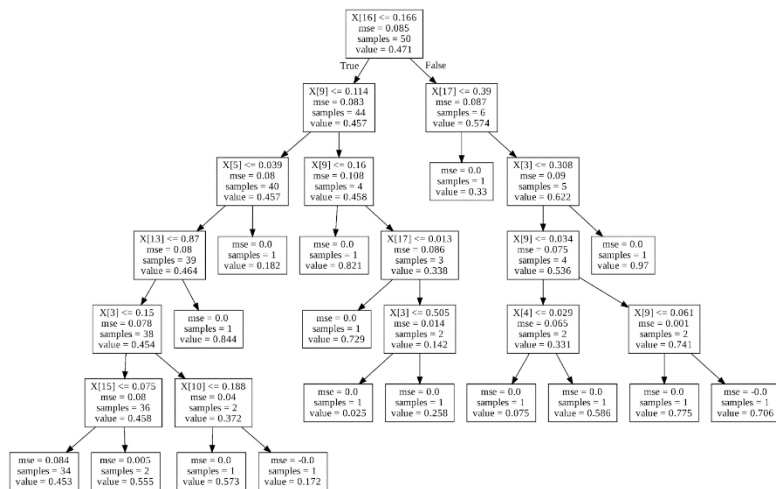 X[16] <= 0.166
mse = 0.085
samples = 50
value = 0.471
True
False
X[9] <= 0.114
mse = 0.083
samples = 44
value = 0.457
X[17] <= 0.39
mse = 0.087
samples = 6
value = 0.574
X[5] <= 0.039
mse = 0.08
samples = 40
value = 0.457
X[9] <= 0.16
mse = 0.108
samples = 4
value = 0.458
mse = 0.0
samples = 1
value = 0.33
X[3] <= 0.308
mse = 0.09
samples = 5
value = 0.622
X[13] <= 0.87
mse = 0.08
samples = 39
value = 0.464
mse = 0.0
samples = 1
value = 0.182
mse = 0.0
samples = 1
value = 0.821
X[17] <= 0.013
mse = 0.086
samples = 3
value = 0.338
X[9] <= 0.034
mse = 0.075
samples = 4
value = 0.536
mse = 0.0
samples = 1
value = 0.97
X[3] <= 0.15
mse = 0.078
samples = 38
value = 0.454
mse = 0.0
samples = 1
value = 0.844
mse = 0.0
samples = 1
value = 0.729
X[3] <= 0.505
mse = 0.014
samples = 2
value = 0.142
X[4] <= 0.029
mse = 0.065
samples = 2
value = 0.331
X[9] <= 0.061
mse = 0.001
samples = 2
value = 0.741
X[15] <= 0.075
mse = 0.08
samples = 36
value = 0.458
X[10] <= 0.188
mse = 0.04
samples = 2
value = 0.372
mse = 0.0
samples = 1
value = 0.025
mse = 0.0
samples = 1
value = 0.258
mse = 0.0
samples = 1
value = 0.075
mse = 0.0
samples = 1
value = 0.586
mse = 0.0
samples = 1
value = 0.775
mse = -0.0
samples = 1
value = 0.706
mse = 0.084
samples = 34
value = 0.453
mse = 0.005
samples = 2
value = 0.555
mse = 0.0
samples = 1
value = 0.573
mse = -0.0
samples = 1
value = 0.172